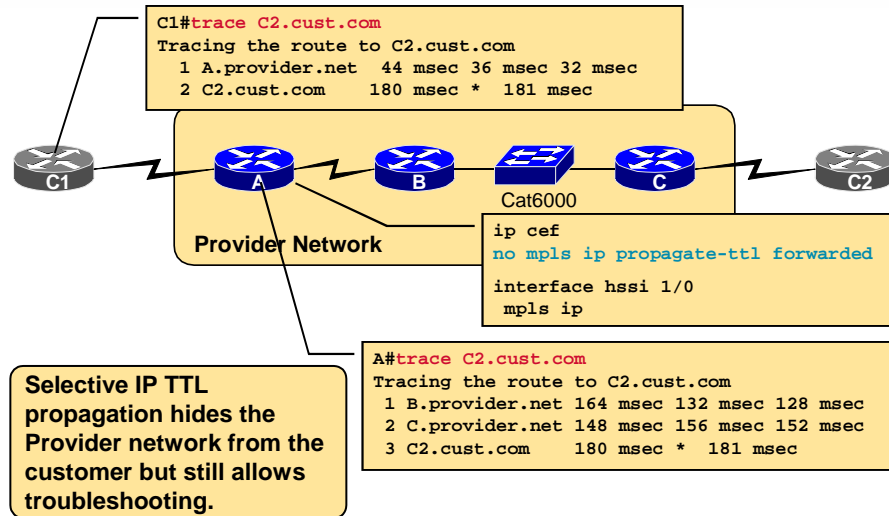 C1#trace C2.cust.com
Tracing the route to C2.cust.com
1 A.provider.net 44 msec 36 msec 32 msec
2 C2.cust.com 180 msec * 181 msec
C1
A
B
Cat6000
C
C2
Provider Network
ip cef
no mpls ip propagate-ttl forwarded
interface hssi 1/0
mpls ip
A#trace C2.cust.com
Tracing the route to C2.cust.com
1 B.provider.net 164 msec 132 msec 128 msec
2 C.provider.net 148 msec 156 msec 152 msec
3 C2.cust.com 180 msec * 181 msec
Selective IP TTL
propagation hides the
Provider network from the
customer but still allows
troubleshooting.